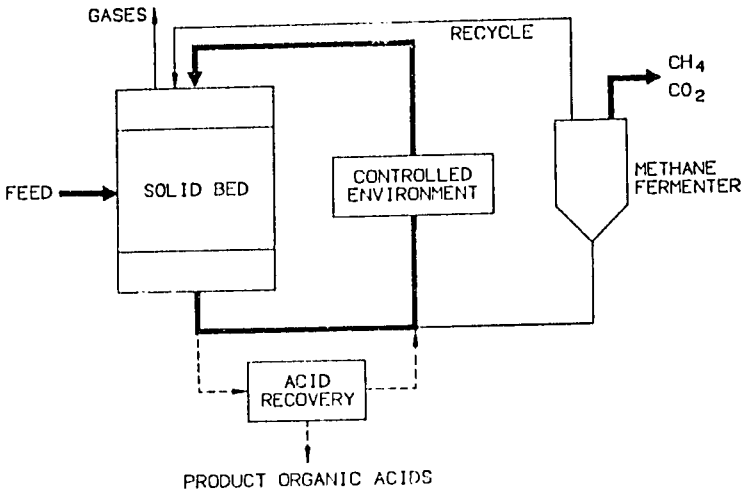 GASES
RECYCLE
CH4
CO2
FEED
SOLID BED
CONTROLLED
ENVIRONMENT
METHANE
FERMENTER
ACID
RECOVERY
PRODUCT ORGANIC ACIDS